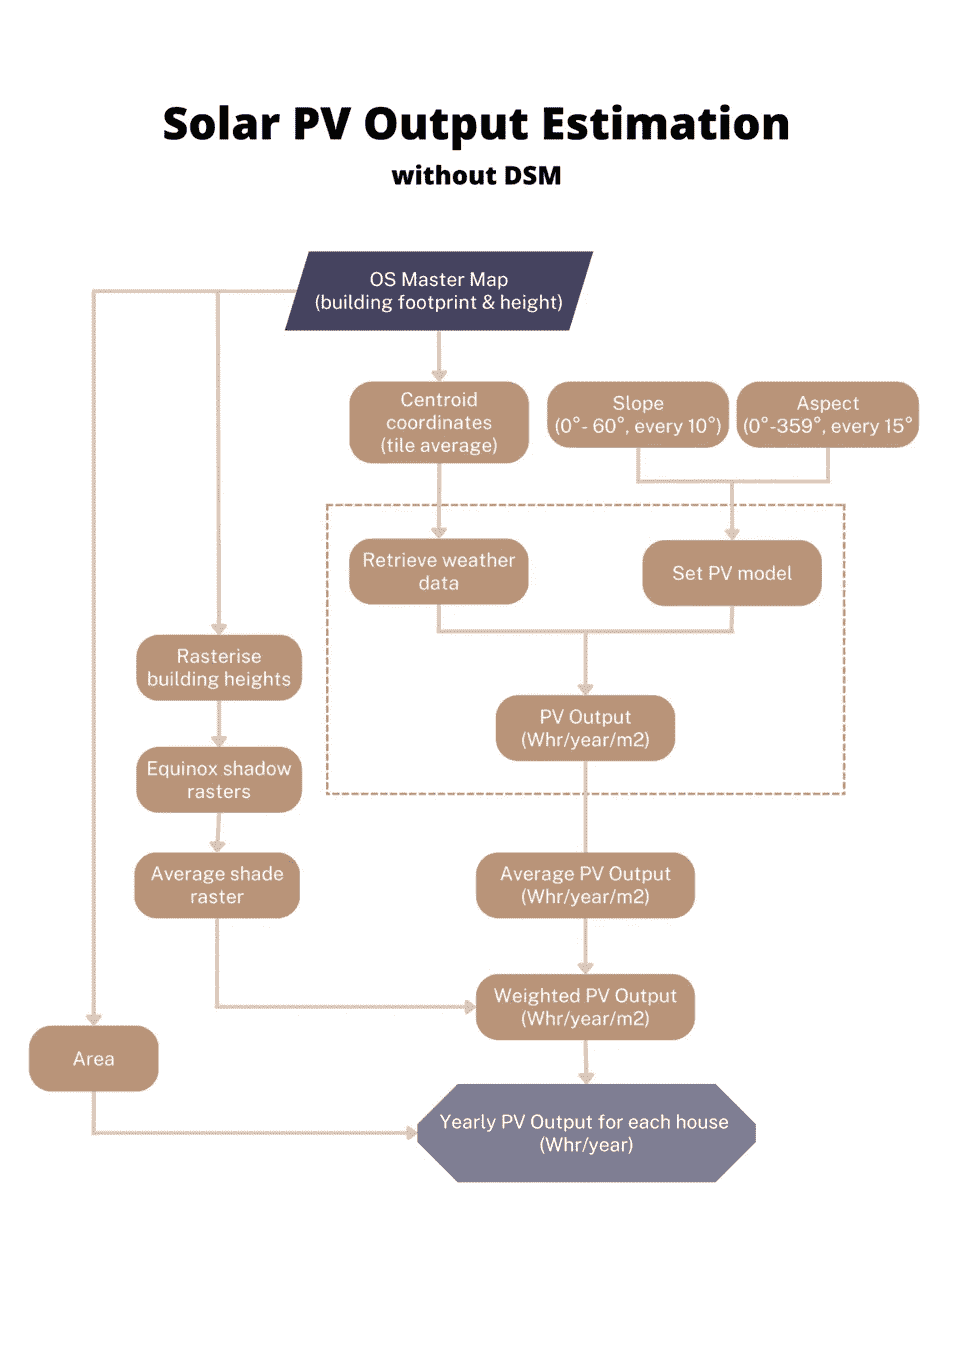 Solar PV Output Estimation
without DSM
OS Master Map
(building footprint & height)
Centroid
coordinates
(tile average)
Slope
(0°- 60°, every 10°)
Aspect
(0°-359°, every 15°
Retrieve weather
data
Set PV model
Rasterise
building heights
PV Output
(Whr/year/m2)
Equinox shadow
rasters
Average shade
raster
Average PV Output
(Whr/year/m2)
Weighted PV Output
(Whr/year/m2)
Area
Yearly PV Output for each house
(Whr/year)